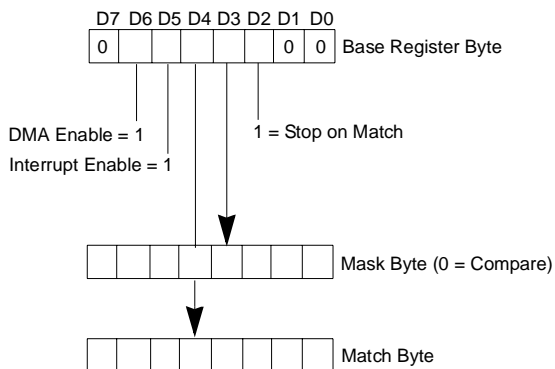 D7 D6 D5 D4 D3 D2 D1 D0
0 0 0 Base Register Byte
DMA Enable = 1
1 = Stop on Match
Interrupt Enable = 1
Mask Byte (0 = Compare)
Match Byte